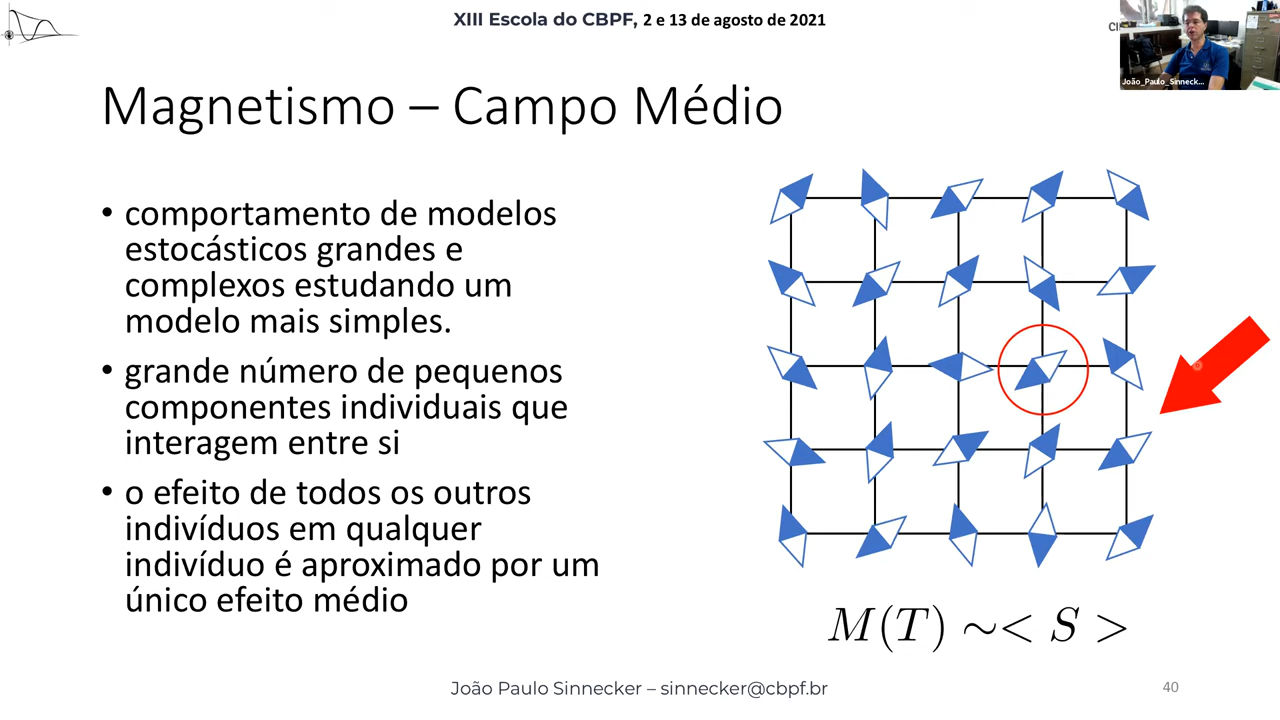 XIII Escola do CBPF, 2 e 13 de agosto de 2021
João_Paulo_Sinneck...
Magnetismo – Campo Médio
• comportamento de modelos
estocásticos grandes e
complexos estudando um
modelo mais simples.
• grande número de pequenos
componentes individuais que
interagem entre si
• o efeito de todos os outros
indivíduos em qualquer
indivíduo é aproximado por um
único efeito médio
M(T) ∼< S >
João Paulo Sinnecker – sinnecker@cbpf.br
40